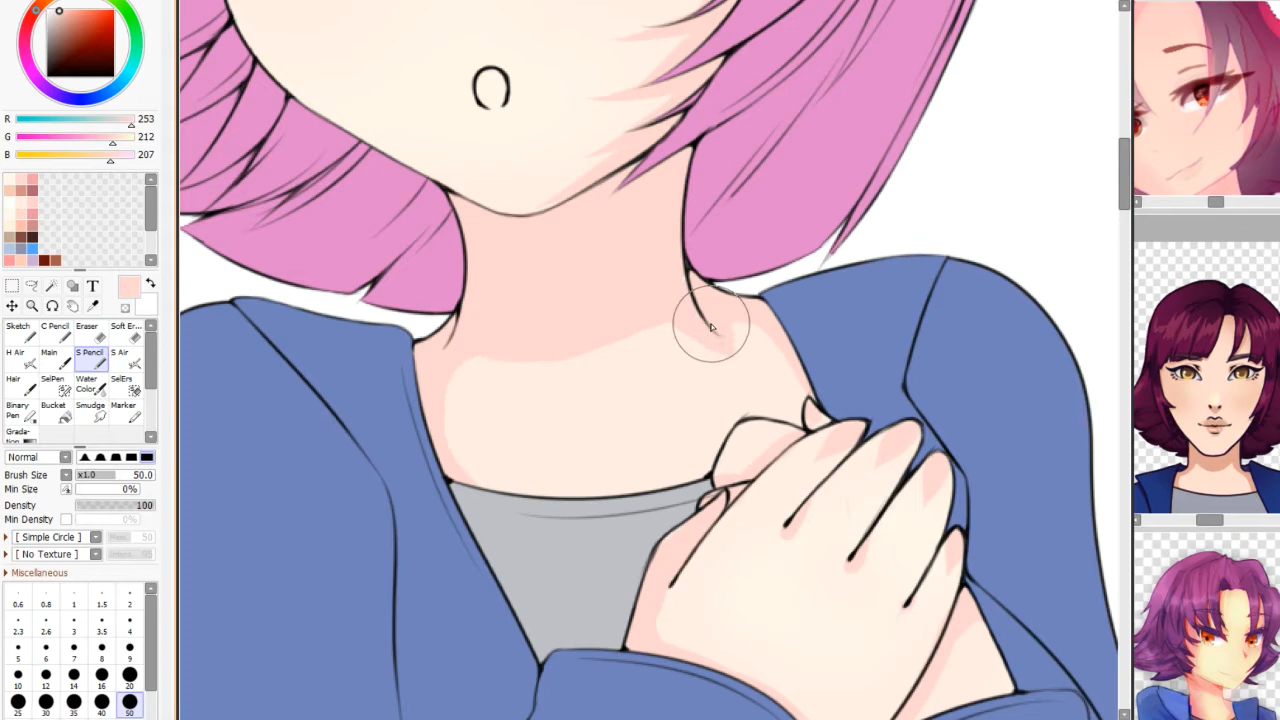 R 253
G 212
B 207
T
Sketch C Pencil Eraser Soft Er...
H Air Main S Pencil S Air
Hair SelPen Water Color SelErs
Binary Pen Bucket Smudge Marker
Grada-tion
Normal
Brush Size x1.0 50.0
Min Size 0%
Density 100
Min Density 0%
[ Simple Circle ] 50
[ No Texture ] 95
Miscellaneous
0.6 0.8 1 1.5 2
2.3 2.6 3 3.5 4
5 6 7 8 9
10 12 14 16 20
25 30 35 40 50